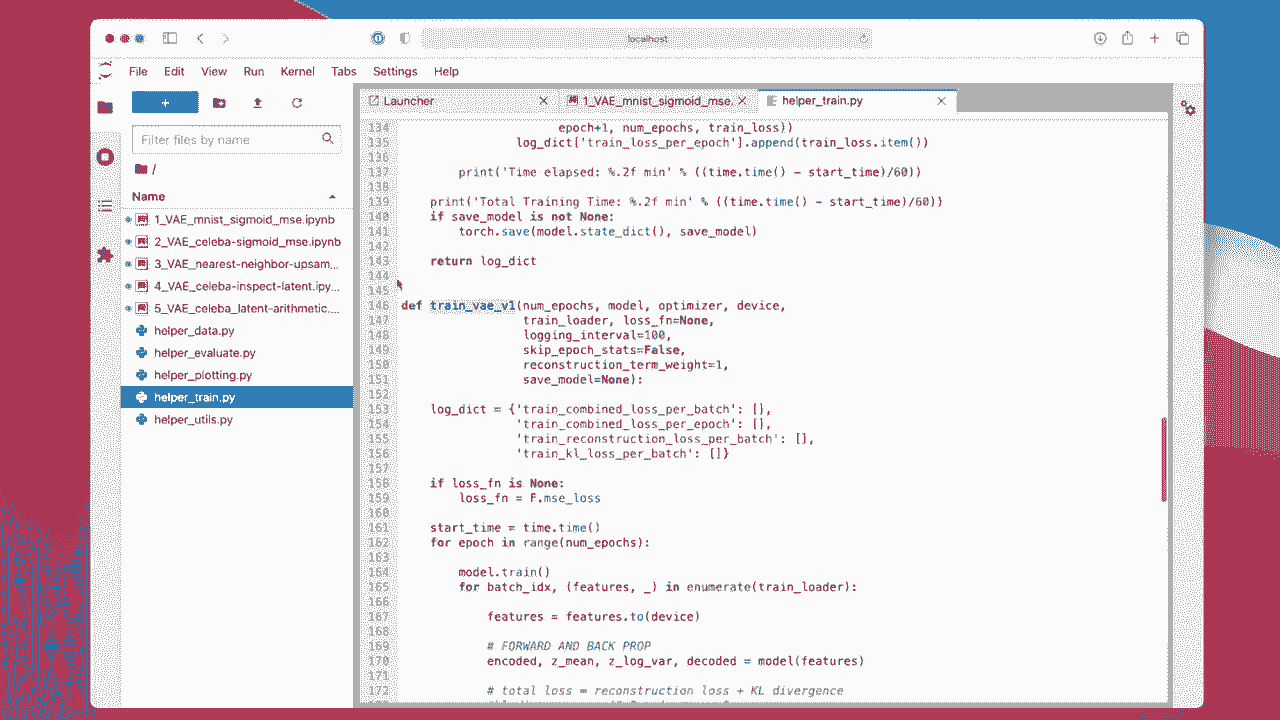 localhost
File Edit View Run Kernel Tabs Settings Help
+
Filter files by name
/
Name
1_VAE_mnist_sigmoid_mse.ipynb
2_VAE_celeba-sigmoid_mse.ipynb
3_VAE_nearest-neighbor-upsam...
4_VAE_celeba-inspect-latent.ipy...
5_VAE_celeba_latent-arithmetic....
helper_data.py
helper_evaluate.py
helper_plotting.py
helper_train.py
helper_utils.py
Launcher 1_VAE_mnist_sigmoid_mse. helper_train.py
134 epoch+1, num_epochs, train_loss))
135 log_dict['train_loss_per_epoch'].append(train_loss.item())
136
137 print('Time elapsed: %.2f min' % ((time.time() - start_time)/60))
138
139 print('Total Training Time: %.2f min' % ((time.time() - start_time)/60))
140 if save_model is not None:
141 torch.save(model.state_dict(), save_model)
142
143 return log_dict
144
145
146 def train_vae_v1(num_epochs, model, optimizer, device,
147 train_loader, loss_fn=None,
148 logging_interval=100,
149 skip_epoch_stats=False,
150 reconstruction_term_weight=1,
151 save_model=None):
152
153 log_dict = {'train_combined_loss_per_batch': [],
154 'train_combined_loss_per_epoch': [],
155 'train_reconstruction_loss_per_batch': [],
156 'train_kl_loss_per_batch': []}
157
158 if loss_fn is None:
159 loss_fn = F.mse_loss
160
161 start_time = time.time()
162 for epoch in range(num_epochs):
163
164 model.train()
165 for batch_idx, (features, _) in enumerate(train_loader):
166
167 features = features.to(device)
168
169 # FORWARD AND BACK PROP
170 encoded, z_mean, z_log_var, decoded = model(features)
171
172 # total loss = reconstruction loss + KL divergence